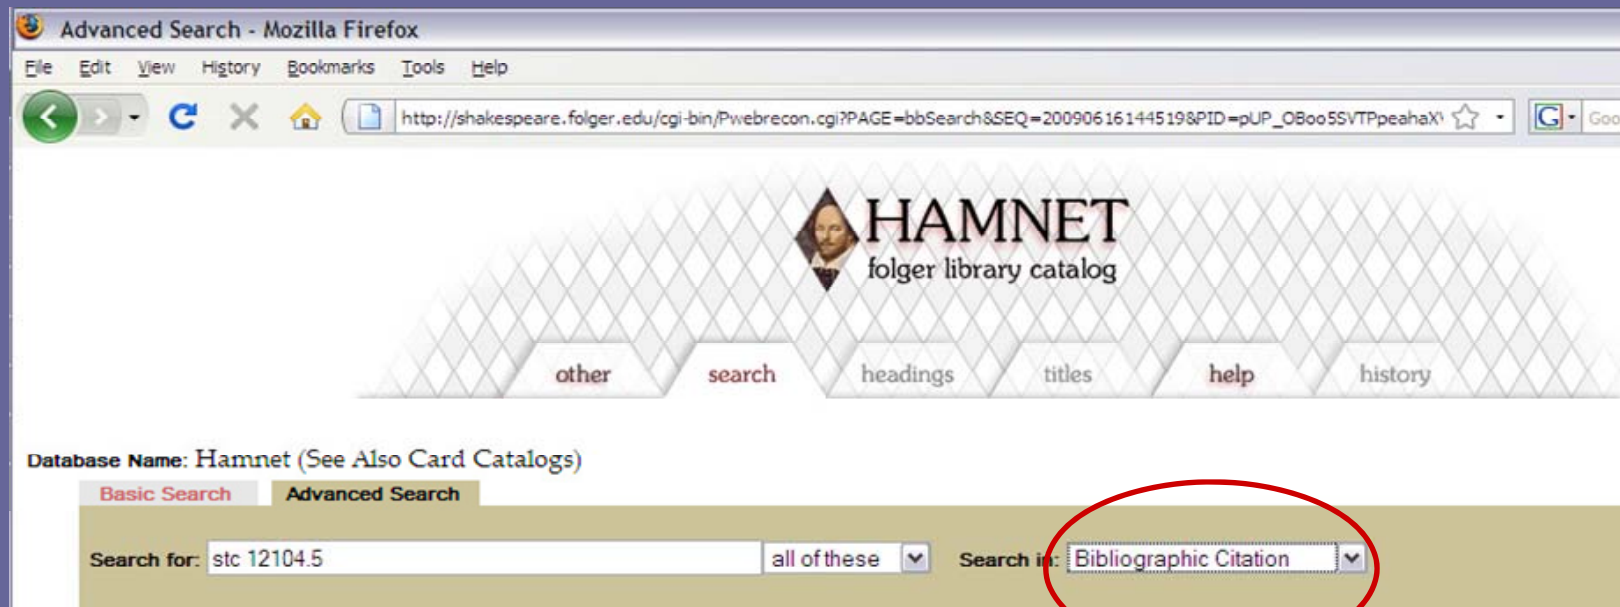 Advanced Search - Mozilla Firefox
File Edit View History Bookmarks Tools Help
http://shakespeare.folger.edu/cgi-bin/Pwebrecon.cgi?PAGE=bbSearch&SEQ=20090616144519&PID=pUP_OBoo5SVTPpeahaX G Goo
HAMNET
folger library catalog
other search headings titles help history
Database Name: Hamnet (See Also Card Catalogs)
Basic Search Advanced Search
Search for: stc 12104.5 all of these Search in: Bibliographic Citation